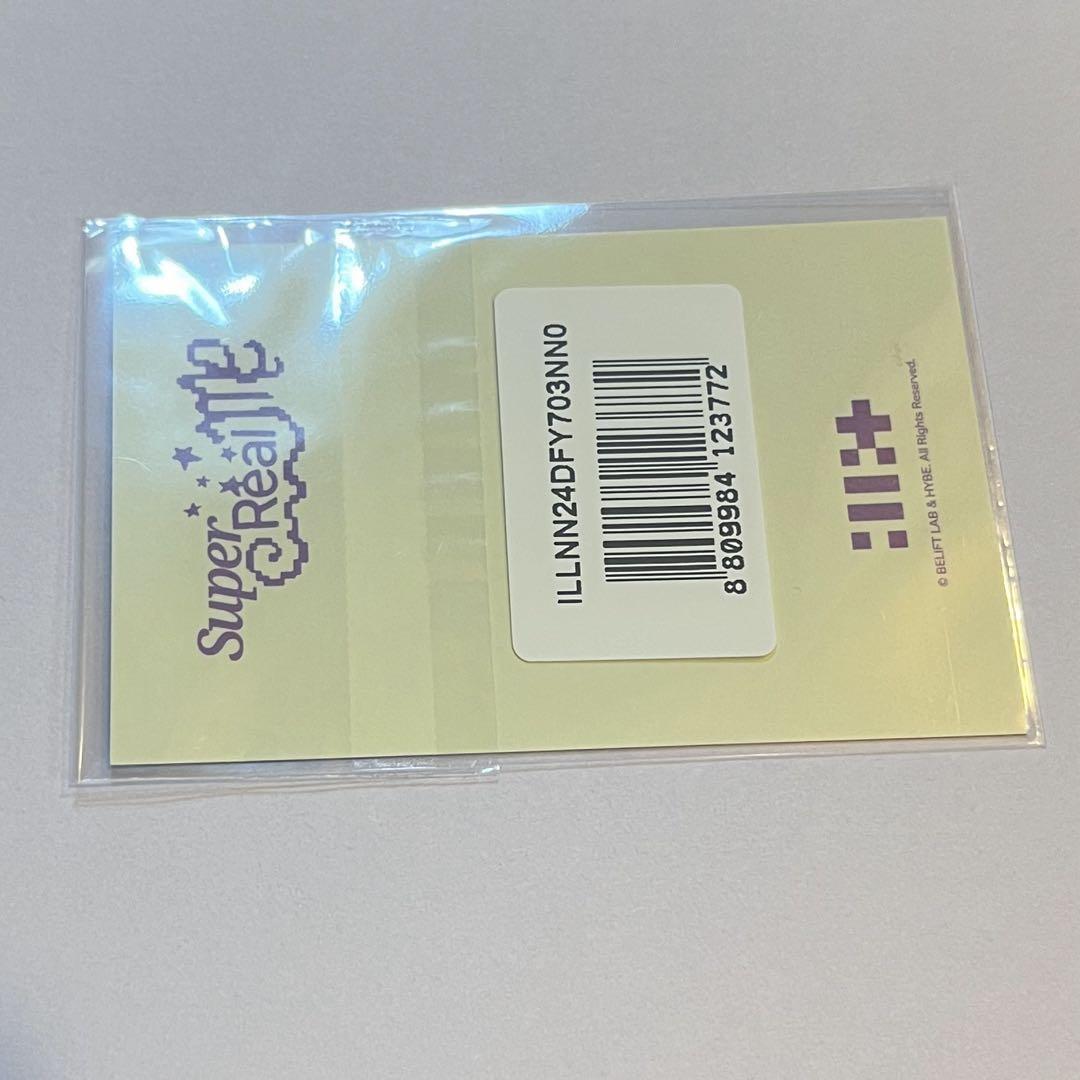 Super
Real Me
ILLNN24DFY703NN0
8 809984 123772
© BELIFT LAB & HYBE. All Rights Reserved.